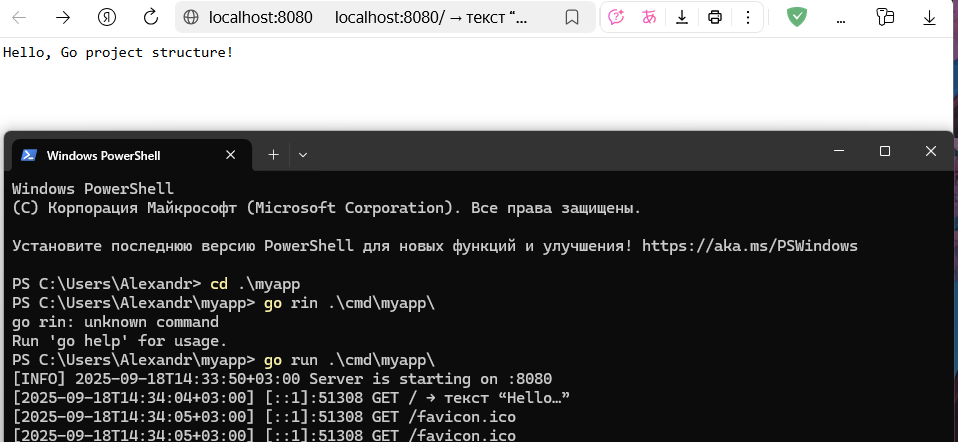 localhost:8080 localhost:8080/ → текст “...
Hello, Go project structure!
Windows PowerShell
Windows PowerShell
(C) Корпорация Майкрософт (Microsoft Corporation). Все права защищены.
Установите последнюю версию PowerShell для новых функций и улучшения! https://aka.ms/PSWindows
PS C:\Users\Alexandr> cd .\myapp
PS C:\Users\Alexandr\myapp> go rin .\cmd\myapp\
go rin: unknown command
Run 'go help' for usage.
PS C:\Users\Alexandr\myapp> go run .\cmd\myapp\
[INFO] 2025-09-18T14:33:50+03:00 Server is starting on :8080
[2025-09-18T14:34:04+03:00] [::1]:51308 GET / → текст “Hello…”
[2025-09-18T14:34:05+03:00] [::1]:51308 GET /favicon.ico
[2025-09-18T14:34:05+03:00] [::1]:51308 GET /favicon.ico